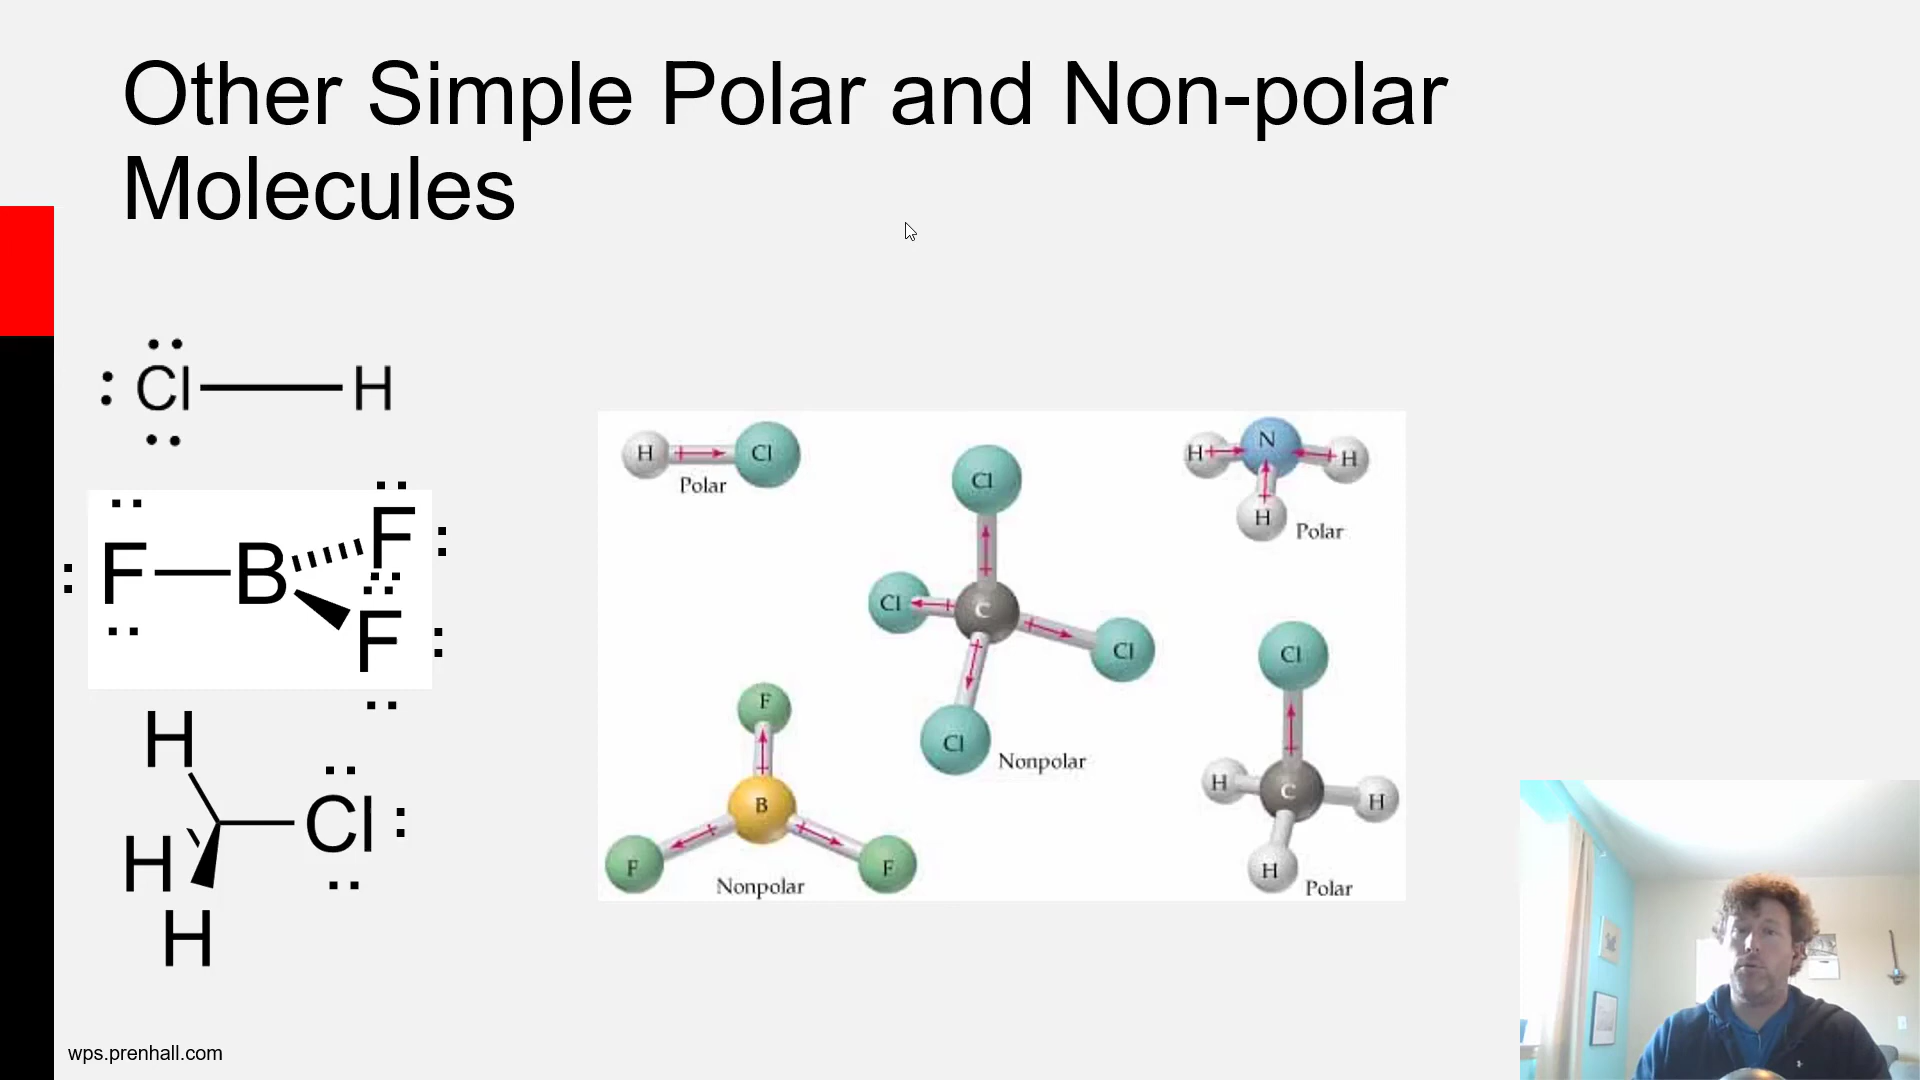 Other Simple Polar and Non-polar
Molecules
Cl H
F B F
F
H
Cl
H
H
H Cl
Polar
Cl
Cl C Cl
Cl
Nonpolar
H N H
H
Polar
F
B
F F
Nonpolar
Cl
H C H
H
Polar
wps.prenhall.com